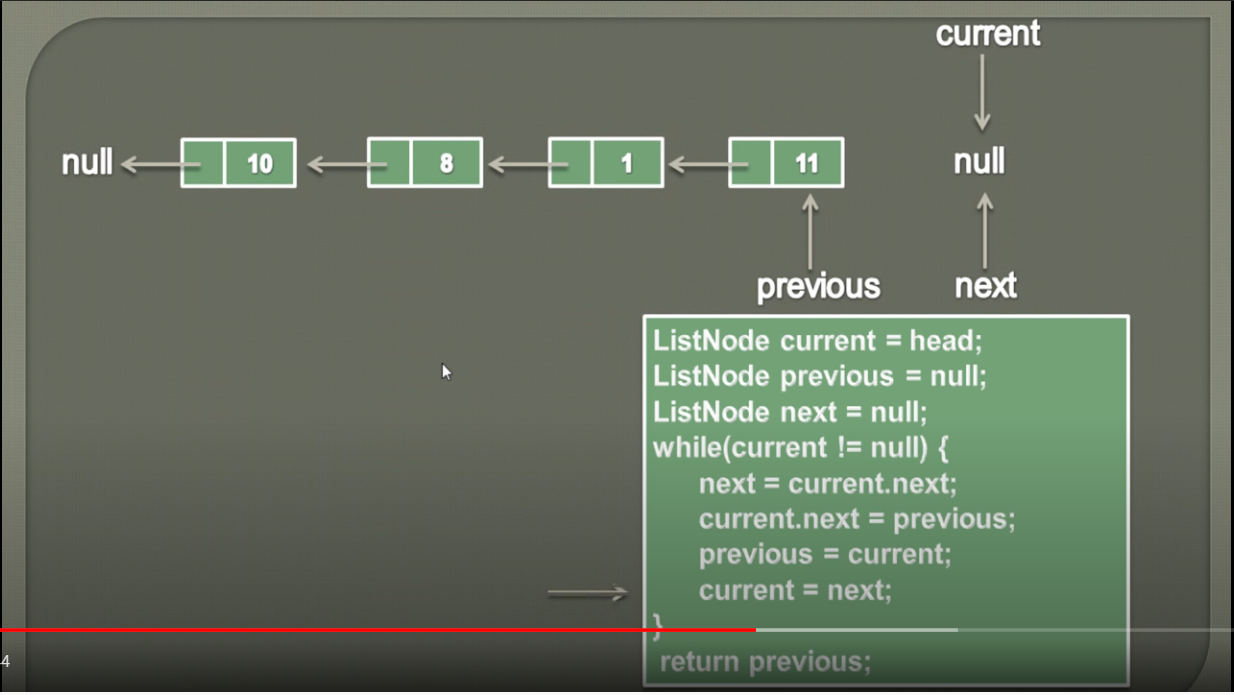 current
null 10 8 1 11 null
previous next
ListNode current = head;
ListNode previous = null;
ListNode next = null;
while(current != null) {
next = current.next;
current.next = previous;
previous = current;
current = next;
}
return previous;
4